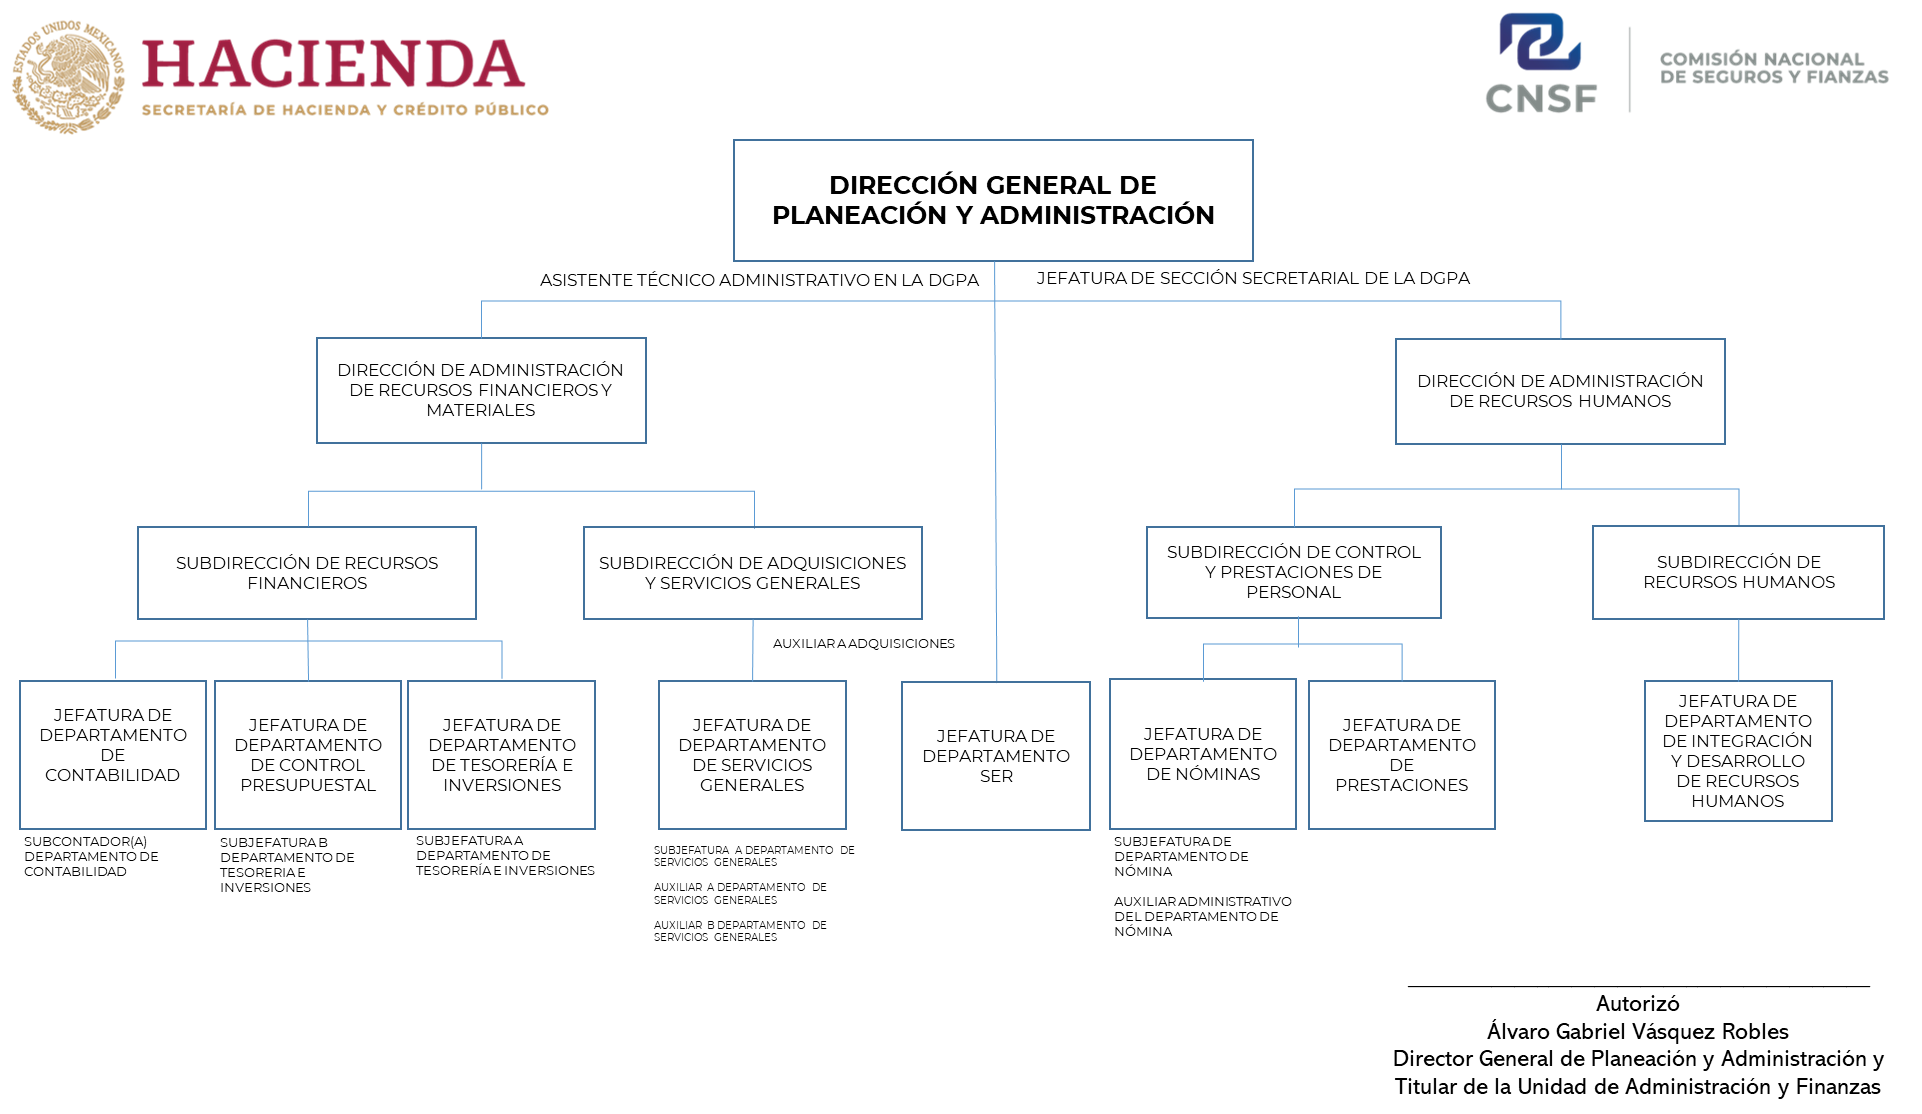 ESTADOS UNIDOS MEXICANOS
HACIENDA
SECRETARÍA DE HACIENDA Y CRÉDITO PÚBLICO
CNSF
COMISIÓN NACIONAL
DE SEGUROS Y FIANZAS
DIRECCIÓN GENERAL DE
PLANEACIÓN Y ADMINISTRACIÓN
ASISTENTE TÉCNICO ADMINISTRATIVO EN LA DGPA
JEFATURA DE SECCIÓN SECRETARIAL DE LA DGPA
DIRECCIÓN DE ADMINISTRACIÓN
DE RECURSOS FINANCIEROS Y
MATERIALES
DIRECCIÓN DE ADMINISTRACIÓN
DE RECURSOS HUMANOS
SUBDIRECCIÓN DE RECURSOS
FINANCIEROS
SUBDIRECCIÓN DE ADQUISICIONES
Y SERVICIOS GENERALES
SUBDIRECCIÓN DE CONTROL
Y PRESTACIONES DE
PERSONAL
SUBDIRECCIÓN DE
RECURSOS HUMANOS
AUXILIAR A ADQUISICIONES
JEFATURA DE
DEPARTAMENTO
DE
CONTABILIDAD
JEFATURA DE
DEPARTAMENTO
DE CONTROL
PRESUPUESTAL
JEFATURA DE
DEPARTAMENTO
DE TESORERÍA E
INVERSIONES
JEFATURA DE
DEPARTAMENTO
DE SERVICIOS
GENERALES
JEFATURA DE
DEPARTAMENTO
SER
JEFATURA DE
DEPARTAMENTO
DE NÓMINAS
JEFATURA DE
DEPARTAMENTO
DE
PRESTACIONES
JEFATURA DE
DEPARTAMENTO
DE INTEGRACIÓN
Y DESARROLLO
DE RECURSOS
HUMANOS
SUBCONTADOR(A)
DEPARTAMENTO DE
CONTABILIDAD
SUBJEFATURA B
DEPARTAMENTO DE
TESORERIA E
INVERSIONES
SUBJEFATURA A
DEPARTAMENTO DE
TESORERÍA E INVERSIONES
SUBJEFATURA A DEPARTAMENTO DE
SERVICIOS GENERALES
AUXILIAR A DEPARTAMENTO DE
SERVICIOS GENERALES
AUXILIAR B DEPARTAMENTO DE
SERVICIOS GENERALES
SUBJEFATURA DE
DEPARTAMENTO DE
NÓMINA
AUXILIAR ADMINISTRATIVO
DEL DEPARTAMENTO DE
NÓMINA
Autorizó
Álvaro Gabriel Vásquez Robles
Director General de Planeación y Administración y
Titular de la Unidad de Administración y Finanzas